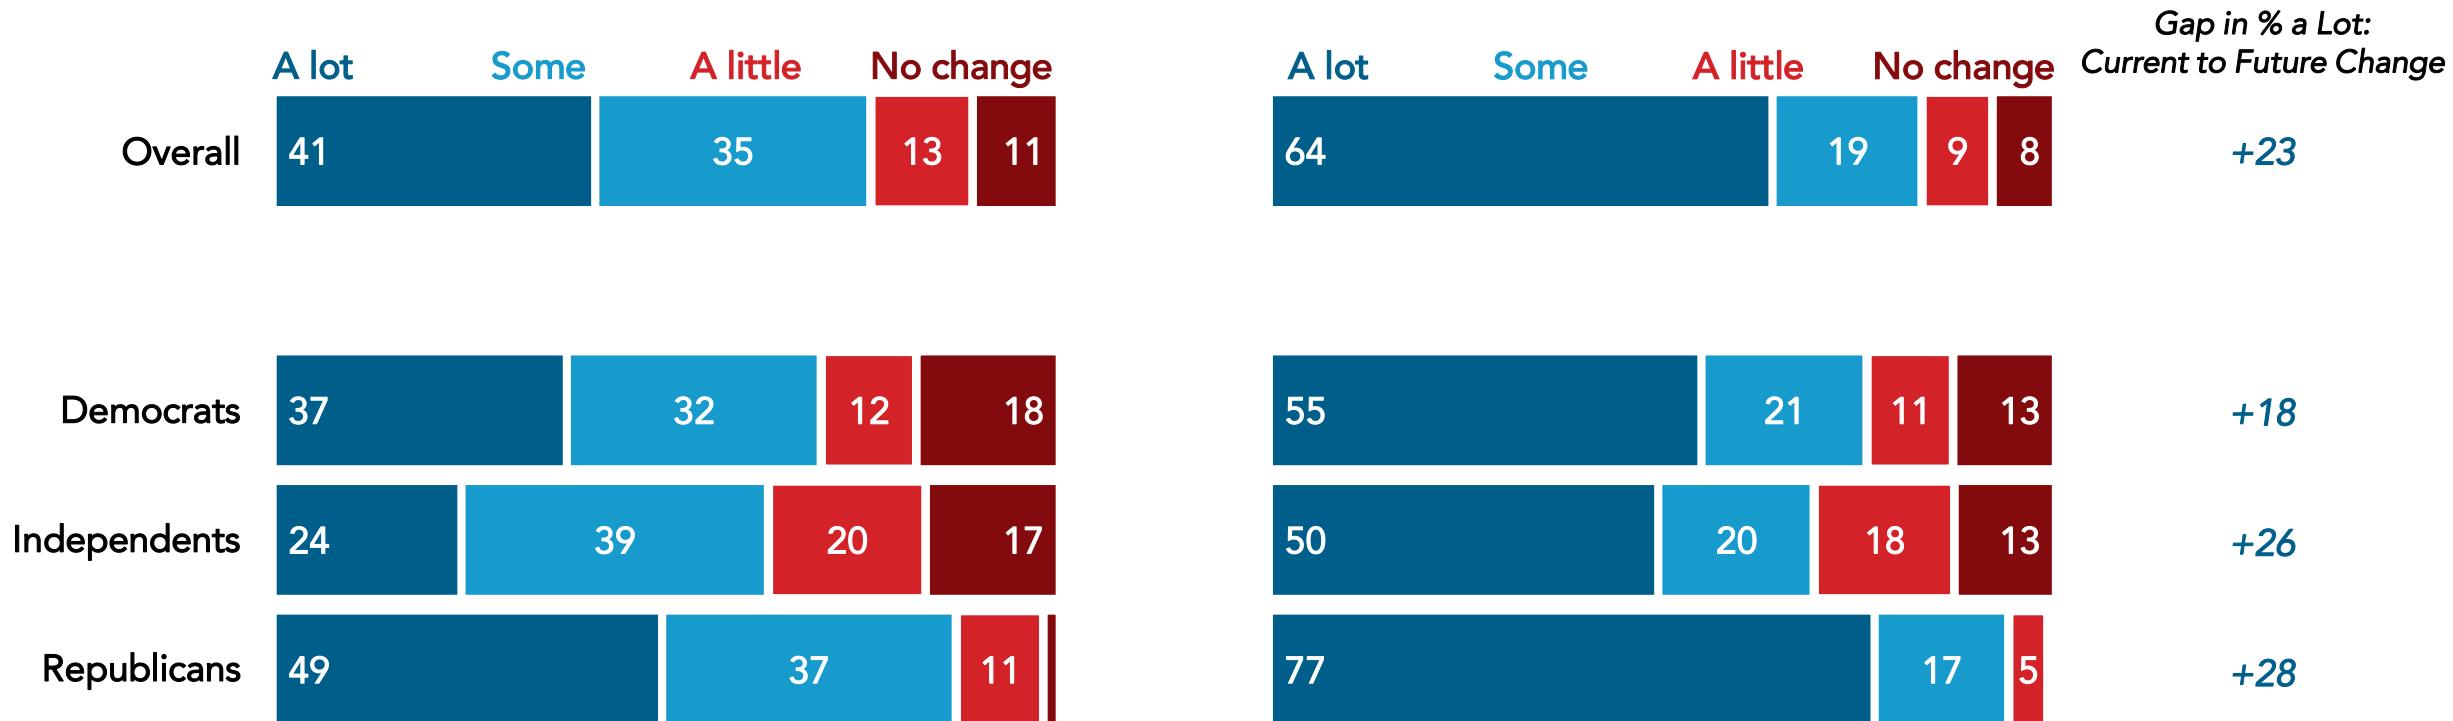 Gap in % a Lot:
Current to Future Change
A lot Some A little No change A lot Some A little No change
Overall 41 35 13 11 64 19 9 8 +23
Democrats 37 32 12 18 55 21 11 13 +18
Independents 24 39 20 17 50 20 18 13 +26
Republicans 49 37 11 77 17 5 +28